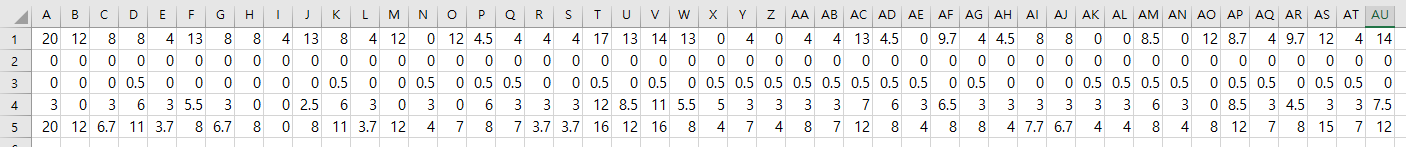 A B C D E F G H I J K L M N O P Q R S T U V W X Y Z AA AB AC AD AE AF AG AH AI AJ AK AL AM AN AO AP AQ AR AS AT AU
1 20 12 8 8 4 13 8 8 4 13 8 4 12 0 12 4.5 4 4 4 17 13 14 13 0 4 0 4 4 13 4.5 0 9.7 4 4.5 8 8 0 0 8.5 0 12 8.7 4 9.7 12 4 14
2 0 0 0 0 0 0 0 0 0 0 0 0 0 0 0 0 0 0 0 0 0 0 0 0 0 0 0 0 0 0 0 0 0 0 0 0 0 0 0 0 0 0 0 0 0 0 0
3 0 0 0 0.5 0 0 0 0 0 0 0.5 0 0 0.5 0 0.5 0.5 0 0 0.5 0 0.5 0 0.5 0.5 0.5 0.5 0.5 0.5 0.5 0.5 0 0.5 0 0 0 0.5 0.5 0.5 0.5 0 0.5 0.5 0 0.5 0.5 0
4 3 0 3 6 3 5.5 3 0 0 2.5 6 3 0 3 0 6 3 3 3 12 8.5 11 5.5 5 3 3 3 3 7 6 3 6.5 3 3 3 3 3 3 6 3 0 8.5 3 4.5 3 3 7.5
5 20 12 6.7 11 3.7 8 6.7 8 0 8 11 3.7 12 4 7 8 7 3.7 3.7 16 12 16 8 4 7 4 8 7 12 8 4 8 8 4 7.7 6.7 4 4 8 4 8 12 7 8 15 7 12